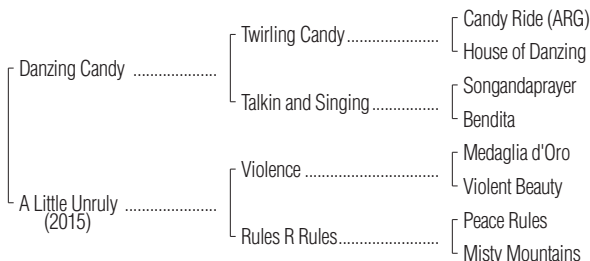 Candy Ride (ARG)
Twirling Candy
House of Danzing
Danzing Candy
Songandaprayer
Talkin and Singing
Bendita
Medaglia d'Oro
Violence
Violent Beauty
A Little Unruly
(2015)
Peace Rules
Rules R Rules
Misty Mountains